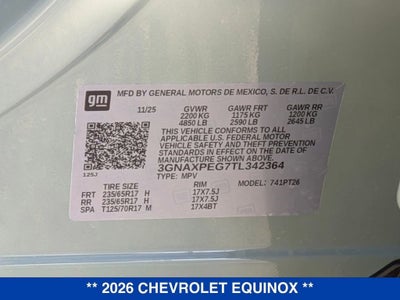 gm
MFD BY GENERAL MOTORS DE MEXICO, S. DE R.L. DE C.V.
11/25 GVWR GAWR FRT GAWR RR
2200 KG 1175 KG 1200 KG
4850 LB 2590 LB 2645 LB
THIS VEHICLE CONFORMS TO ALL
APPLICABLE U.S. FEDERAL MOTOR
VEHICLE SAFETY AND THEFT
PREVENTION STANDARDS IN EFFECT ON
THE DATE OF MANUFACTURE SHOWN ABOVE.
3GNAXPEG7TL342364
125J TYPE: MPV MODEL: 741PT26
TIRE SIZE RIM
FRT 235/65R17 H 17X7.5J
RR 235/65R17 H 17X7.5J
SPA T125/70R17 M 17X4BT
** 2026 CHEVROLET EQUINOX **